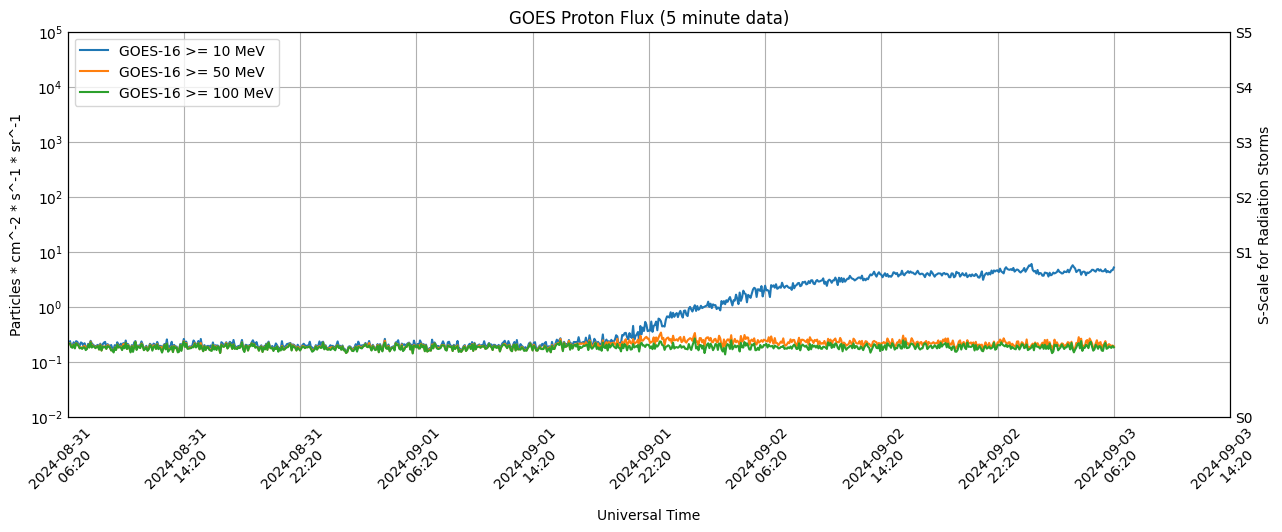 GOES Proton Flux (5 minute data)
GOES-16 >= 10 MeV
GOES-16 >= 50 MeV
GOES-16 >= 100 MeV
Particles * cm^-2 * s^-1 * sr^-1
10^5
10^4
10^3
10^2
10^1
10^0
10^-1
10^-2
S5
S4
S3
S2
S1
S0
S-Scale for Radiation Storms
2024-08-31
06:20
2024-08-31
14:20
2024-08-31
22:20
2024-09-01
06:20
2024-09-01
14:20
2024-09-01
22:20
2024-09-02
06:20
2024-09-02
14:20
2024-09-02
22:20
2024-09-03
06:20
2024-09-03
14:20
Universal Time